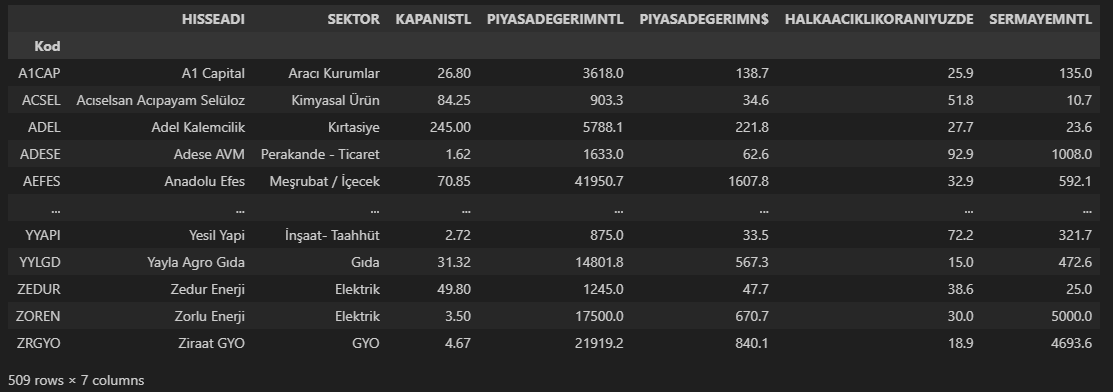 HISSEADI SEKTOR KAPANISTL PIYASADEGERIMNTL PIYASADEGERIMN$ HALKAACIKLIKORANIYUZDE SERMAYEMNTL
Kod
A1CAP A1 Capital Aracı Kurumlar 26.80 3618.0 138.7 25.9 135.0
ACSEL Acıselsan Acıpayam Selüloz Kimyasal Ürün 84.25 903.3 34.6 51.8 10.7
ADEL Adel Kalemcilik Kırtasiye 245.00 5788.1 221.8 27.7 23.6
ADESE Adese AVM Perakande - Ticaret 1.62 1633.0 62.6 92.9 1008.0
AEFES Anadolu Efes Meşrubat / İçecek 70.85 41950.7 1607.8 32.9 592.1
... ... ... ... ... ... ... ...
YYAPI Yesil Yapi İnşaat- Taahhüt 2.72 875.0 33.5 72.2 321.7
YYLGD Yayla Agro Gıda Gıda 31.32 14801.8 567.3 15.0 472.6
ZEDUR Zedur Enerji Elektrik 49.80 1245.0 47.7 38.6 25.0
ZOREN Zorlu Enerji Elektrik 3.50 17500.0 670.7 30.0 5000.0
ZRGYO Ziraat GYO GYO 4.67 21919.2 840.1 18.9 4693.6
509 rows × 7 columns